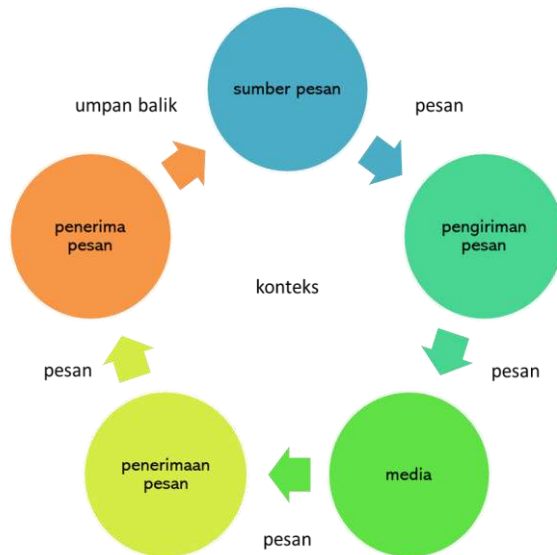 sumber pesan
umpan balik
pesan
penerima
pesan
pengiriman
pesan
konteks
pesan
pesan
penerimaan
pesan
media
pesan